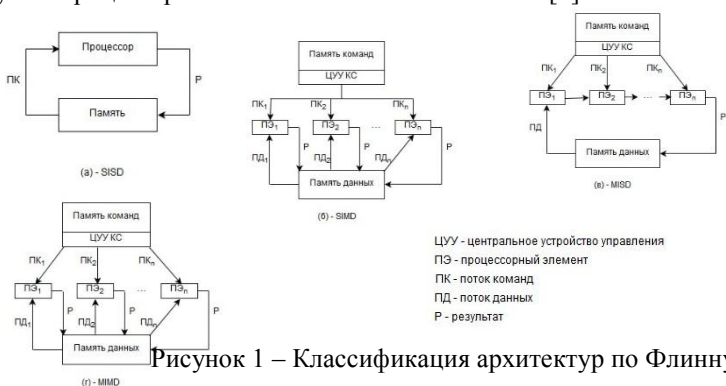 Процессор
ПК
Р
Память
(а) - SISD
Память команд
ЦУУ КС
ПК₁
ПК₂
ПКₙ
ПЭ₁
ПЭ₂
...
ПЭₙ
Р
Р
Р
ПД₁
ПД₂
ПДₙ
Память данных
(б) - SIMD
Память команд
ЦУУ КС
ПК₁
ПК₂
ПКₙ
ПЭ₁
ПЭ₂
...
ПЭₙ
ПД
Р
Память данных
(в) - MISD
Память команд
ЦУУ КС
ПК₁
ПК₂
ПКₙ
ПЭ₁
ПЭ₂
...
ПЭₙ
Р
Р
Р
ПД₁
ПД₂
ПДₙ
Память данных
(г) - MIMD
ЦУУ - центральное устройство управления
ПЭ - процессорный элемент
ПК - поток команд
ПД - поток данных
Р - результат
Рисунок 1 – Классификация архитектур по Флинну